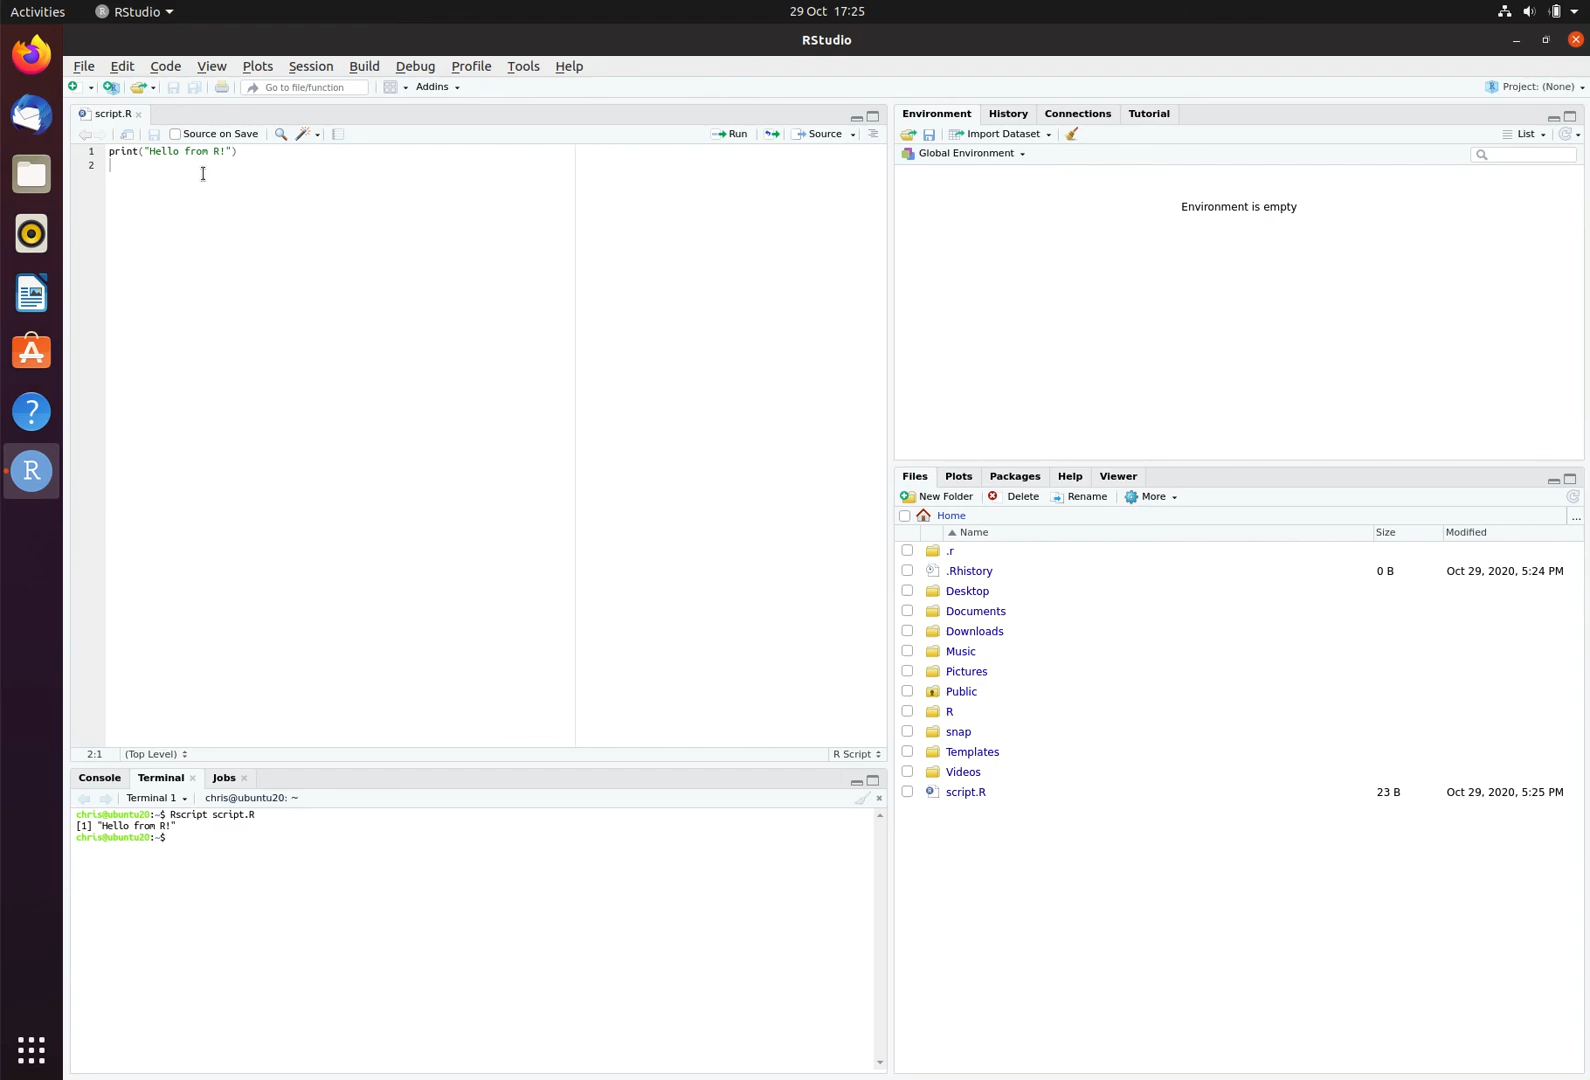 Activities RStudio 29 Oct 17:25
RStudio
File Edit Code View Plots Session Build Debug Profile Tools Help
Go to file/function Addins Project: (None)
script.R
Source on Save Run Source
1 print("Hello from R!")
2
2:1 (Top Level) R Script
Console Terminal Jobs
Terminal 1 chris@ubuntu20: ~
chris@ubuntu20:~$ Rscript script.R
[1] "Hello from R!"
chris@ubuntu20:~$
Environment History Connections Tutorial
Import Dataset List
Global Environment
Environment is empty
Files Plots Packages Help Viewer
New Folder Delete Rename More
Home ...
Name Size Modified
.r
.Rhistory 0 B Oct 29, 2020, 5:24 PM
Desktop
Documents
Downloads
Music
Pictures
Public
R
snap
Templates
Videos
script.R 23 B Oct 29, 2020, 5:25 PM